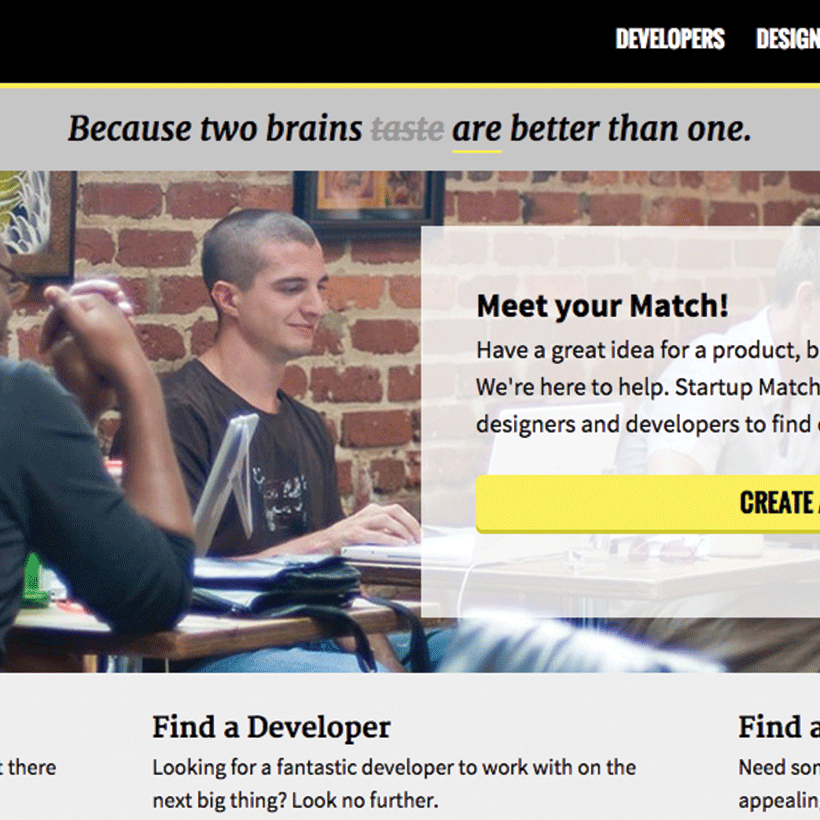 DEVELOPERS DESIGN
Because two brains taste are better than one.
Meet your Match!
Have a great idea for a product, b
We're here to help. Startup Match
designers and developers to find
CREATE
Find a Developer
Looking for a fantastic developer to work with on the
next big thing? Look no further.
t there
Find a
Need som
appealing